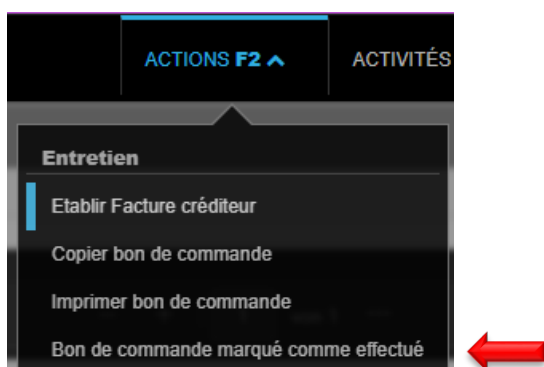 ACTIONS F2 ACTIVITÉS
Entretien
Etablir Facture créditeur
Copier bon de commande
Imprimer bon de commande
Bon de commande marqué comme effectué